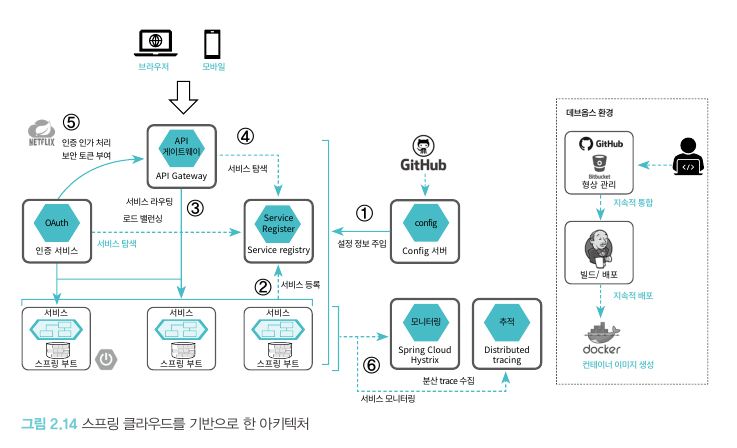 브라우저
모바일
NETFLIX
⑤
인증 인가 처리
보안 토큰 부여
API
게이트웨이
API Gateway
④
서비스 탐색
서비스 라우팅
③
로드 밸런싱
OAuth
인증 서비스
서비스 탐색
Service
Register
Service registry
②
서비스 등록
GitHub
①
설정 정보 주입
config
Config 서버
서비스
스프링 부트
서비스
스프링 부트
서비스
스프링 부트
모니터링
Spring Cloud
Hystrix
추적
Distributed
tracing
⑥
분산 trace 수집
서비스 모니터링
데브옵스 환경
GitHub
Bitbucket
형상 관리
지속적 통합
빌드/ 배포
지속적 배포
docker
컨테이너 이미지 생성
그림 2.14 스프링 클라우드를 기반으로 한 아키텍처